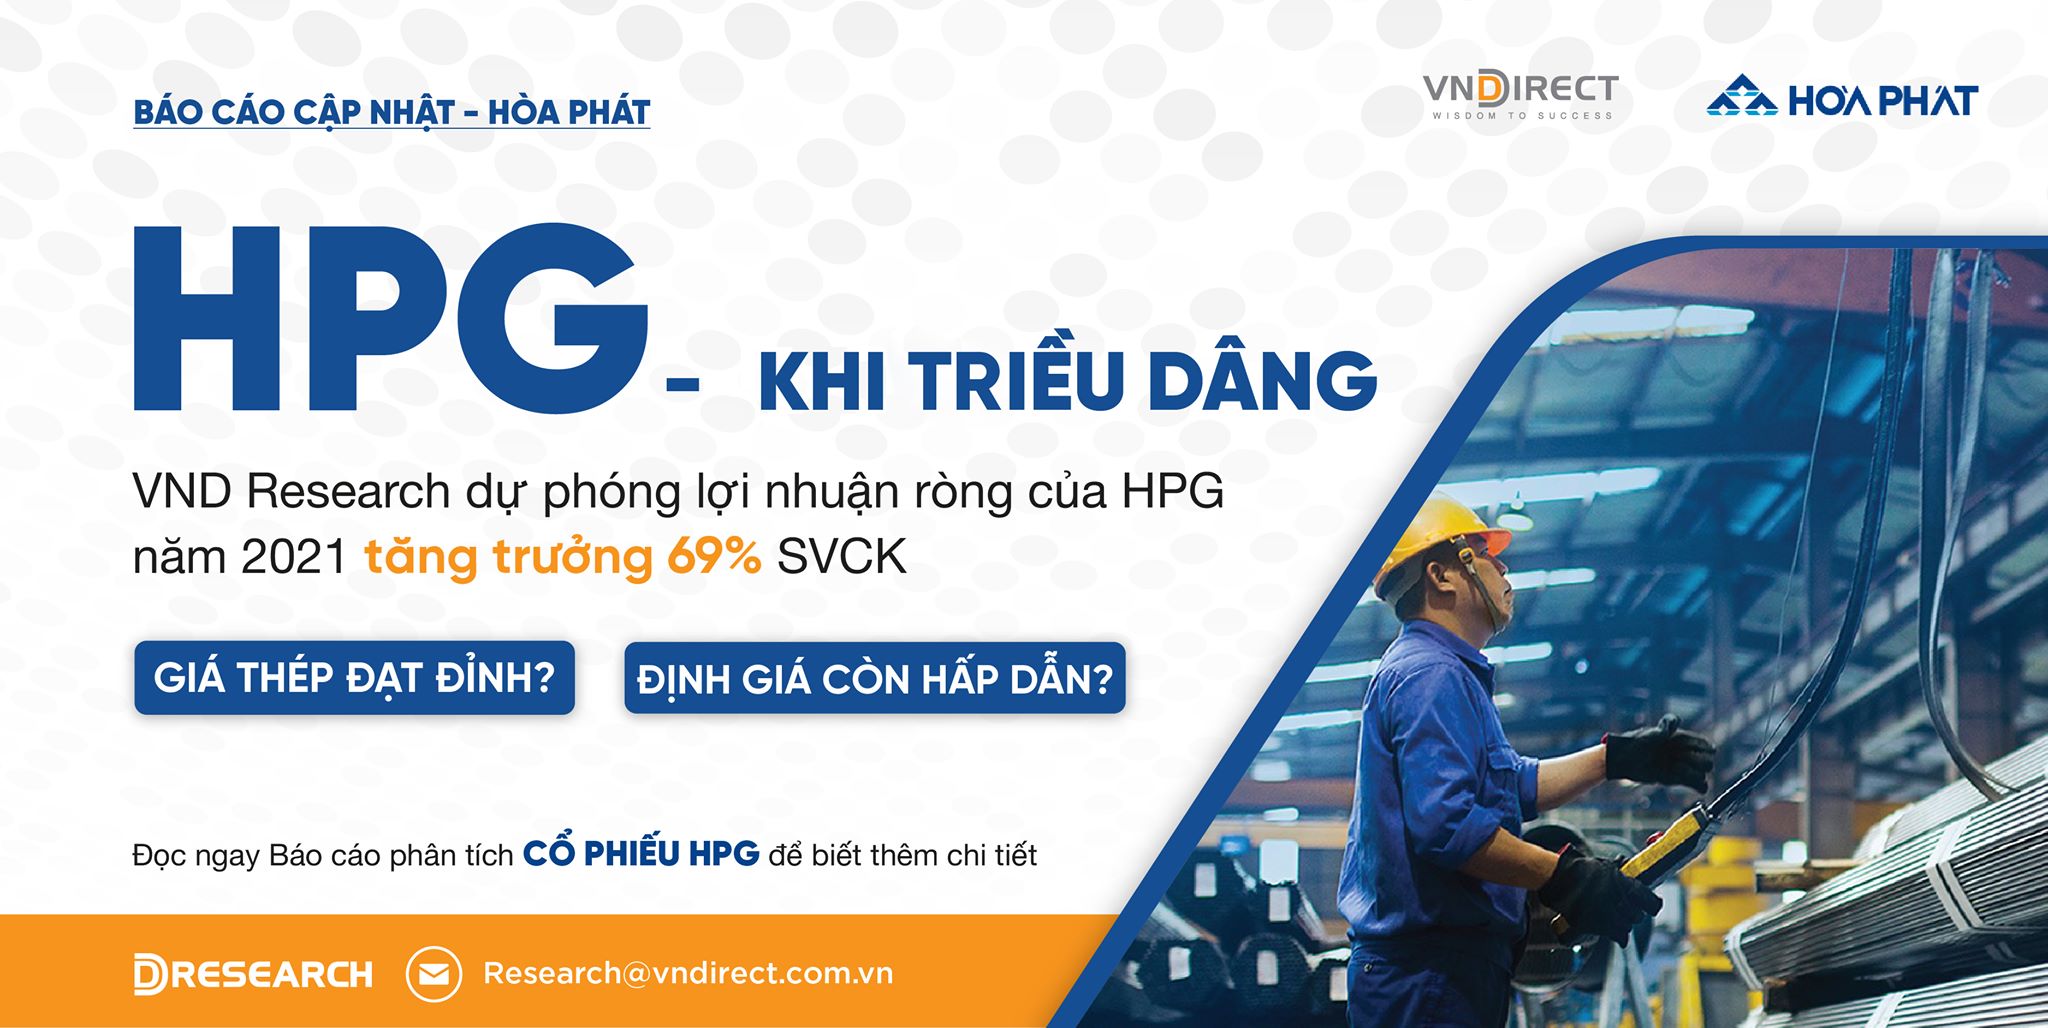 BÁO CÁO CẬP NHẬT - HÒA PHÁT
VNDIRECT
WISDOM TO SUCCESS
HÒA PHÁT
HPG - KHI TRIỀU DÂNG
VND Research dự phóng lợi nhuận ròng của HPG
năm 2021 tăng trưởng 69% SVCK
GIÁ THÉP ĐẠT ĐỈNH?
ĐỊNH GIÁ CÒN HẤP DẪN?
Đọc ngay Báo cáo phân tích CỔ PHIẾU HPG để biết thêm chi tiết
DRESEARCH
Research@vndirect.com.vn